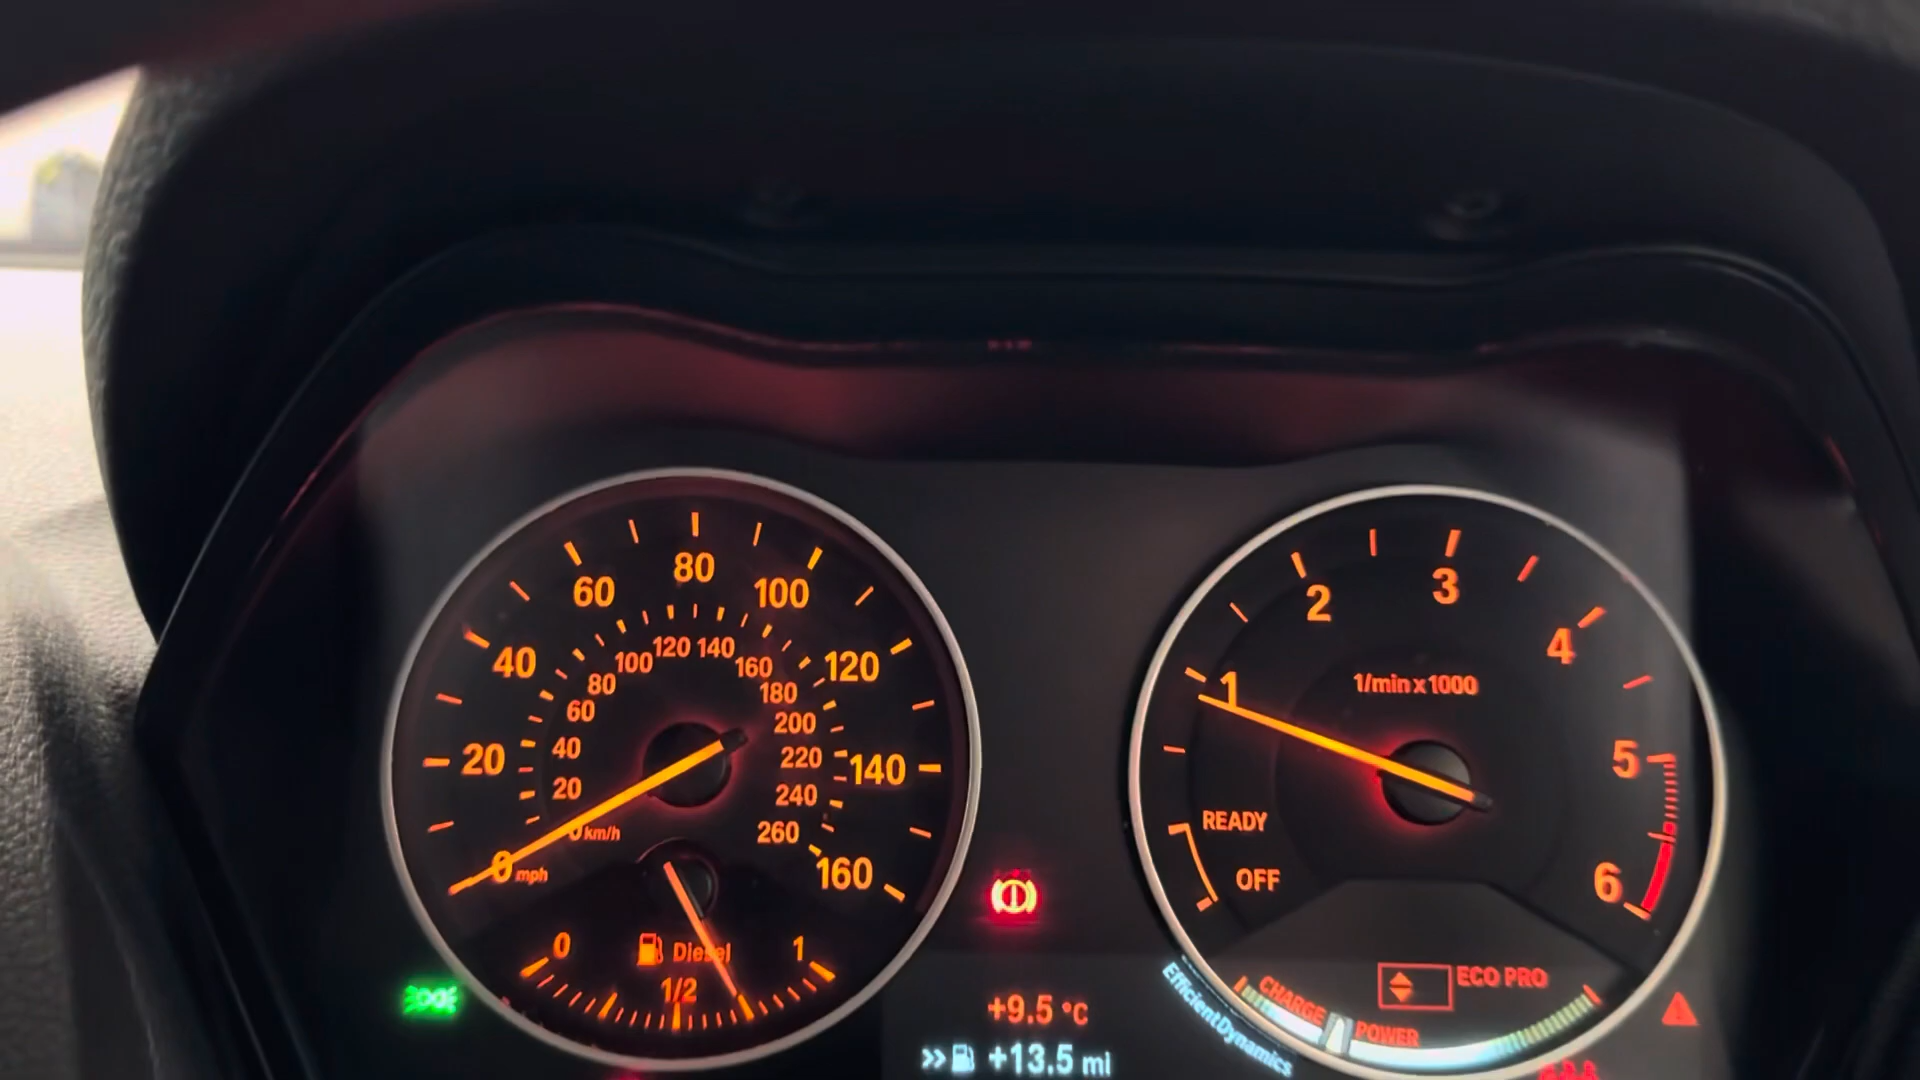 0 mph
20
40
60
80
100
120
140
160
0 km/h
20
40
60
80
100
120
140
160
180
200
220
240
260
0
Diesel
1/2
1
+9.5 °C
>> +13.5 mi
1
2
3
4
5
6
1/min x 1000
READY
OFF
ECO PRO
CHARGE
POWER
EfficientDynamics